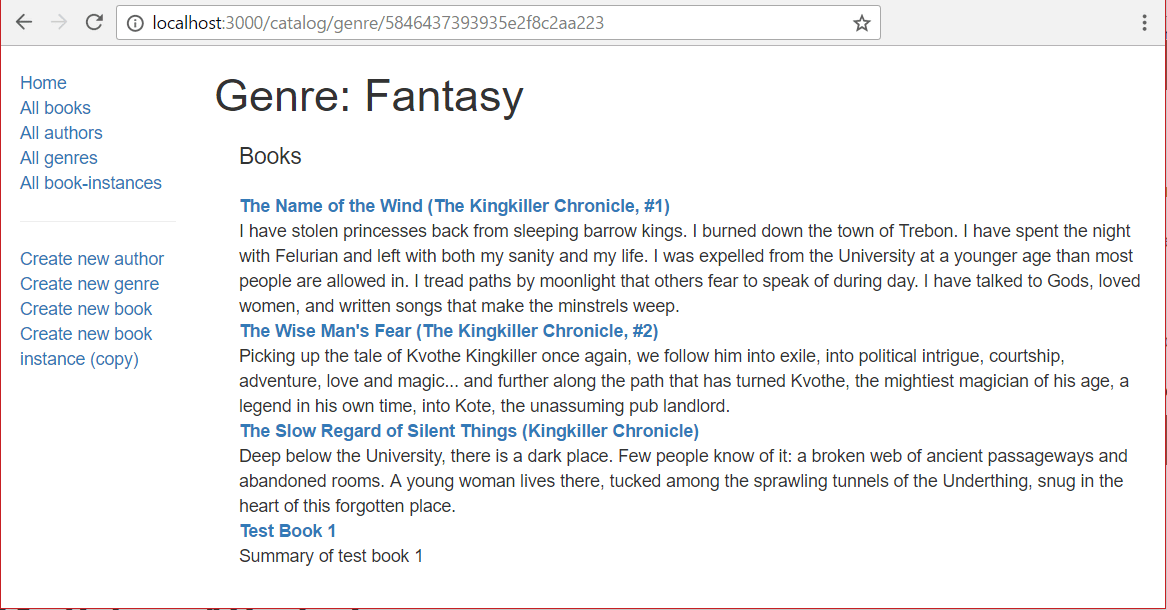 localhost:3000/catalog/genre/5846437393935e2f8c2aa223
Home
All books
All authors
All genres
All book-instances
Create new author
Create new genre
Create new book
Create new book
instance (copy)
Genre: Fantasy
Books
The Name of the Wind (The Kingkiller Chronicle, #1)
I have stolen princesses back from sleeping barrow kings. I burned down the town of Trebon. I have spent the night
with Felurian and left with both my sanity and my life. I was expelled from the University at a younger age than most
people are allowed in. I tread paths by moonlight that others fear to speak of during day. I have talked to Gods, loved
women, and written songs that make the minstrels weep.
The Wise Man's Fear (The Kingkiller Chronicle, #2)
Picking up the tale of Kvothe Kingkiller once again, we follow him into exile, into political intrigue, courtship,
adventure, love and magic... and further along the path that has turned Kvothe, the mightiest magician of his age, a
legend in his own time, into Kote, the unassuming pub landlord.
The Slow Regard of Silent Things (Kingkiller Chronicle)
Deep below the University, there is a dark place. Few people know of it: a broken web of ancient passageways and
abandoned rooms. A young woman lives there, tucked among the sprawling tunnels of the Underthing, snug in the
heart of this forgotten place.
Test Book 1
Summary of test book 1